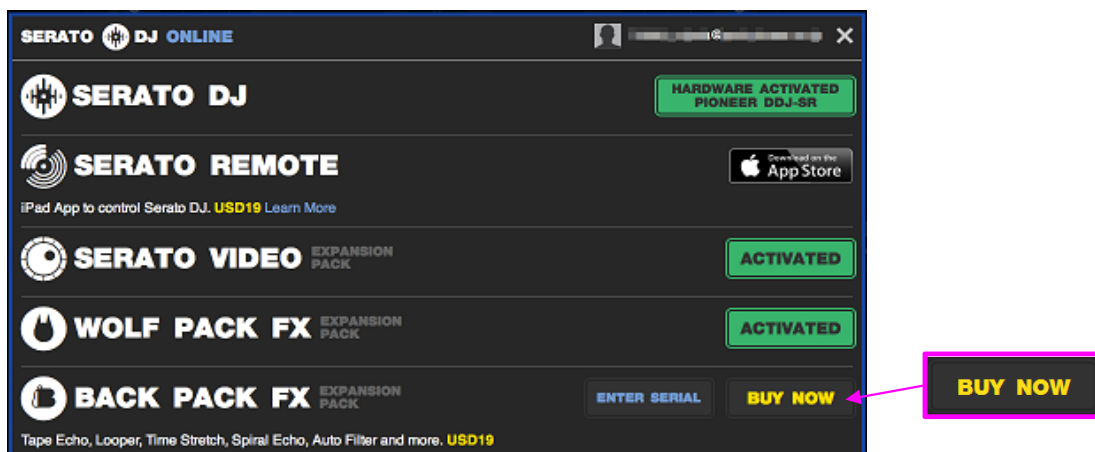 SERATO DJ ONLINE
SERATO DJ
HARDWARE ACTIVATED
PIONEER DDJ-SR
SERATO REMOTE
Download on the
App Store
iPad App to control Serato DJ. USD19 Learn More
SERATO VIDEO EXPANSION PACK
ACTIVATED
WOLF PACK FX EXPANSION PACK
ACTIVATED
BACK PACK FX EXPANSION PACK
ENTER SERIAL
BUY NOW
BUY NOW
Tape Echo, Looper, Time Stretch, Spiral Echo, Auto Filter and more. USD19